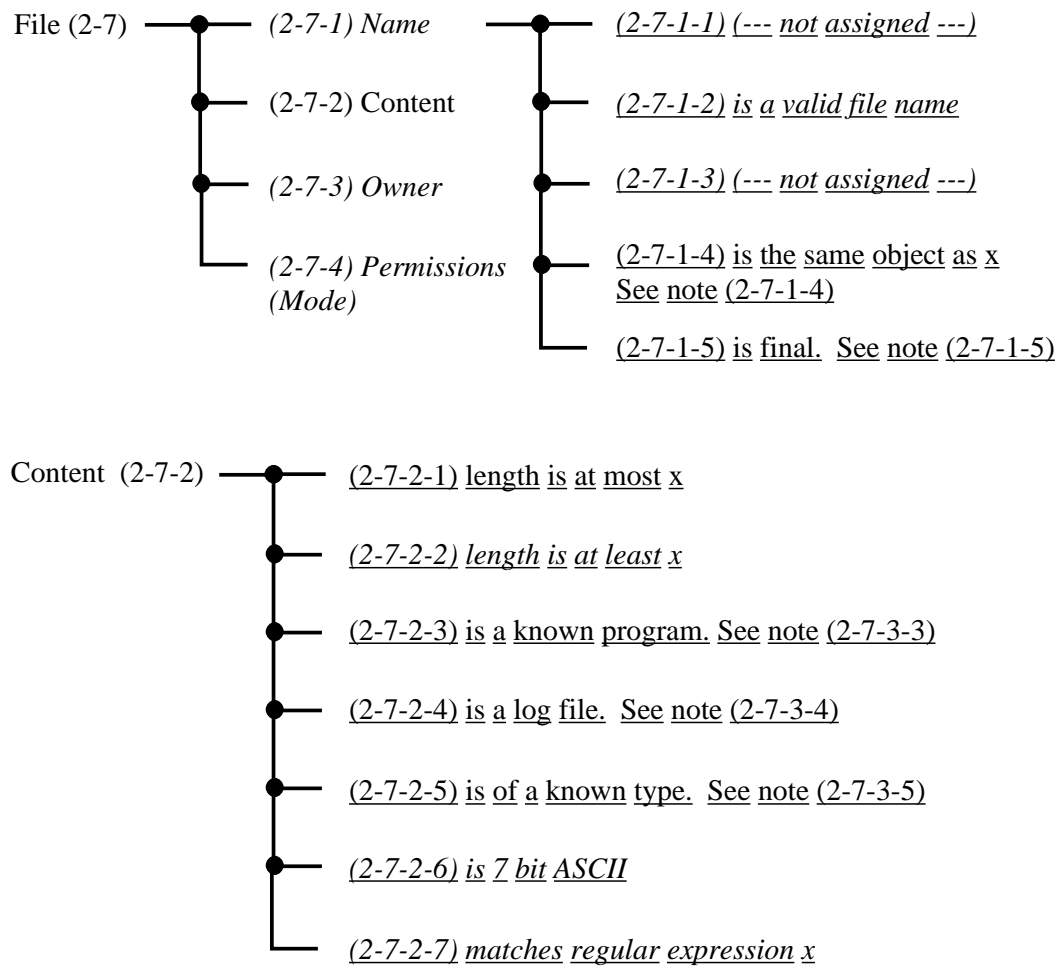 File (2-7)
(2-7-1) Name
(2-7-2) Content
(2-7-3) Owner
(2-7-4) Permissions
(Mode)
(2-7-1-1) (--- not assigned ---)
(2-7-1-2) is a valid file name
(2-7-1-3) (--- not assigned ---)
(2-7-1-4) is the same object as x
See note (2-7-1-4)
(2-7-1-5) is final. See note (2-7-1-5)
Content (2-7-2)
(2-7-2-1) length is at most x
(2-7-2-2) length is at least x
(2-7-2-3) is a known program. See note (2-7-3-3)
(2-7-2-4) is a log file. See note (2-7-3-4)
(2-7-2-5) is of a known type. See note (2-7-3-5)
(2-7-2-6) is 7 bit ASCII
(2-7-2-7) matches regular expression x